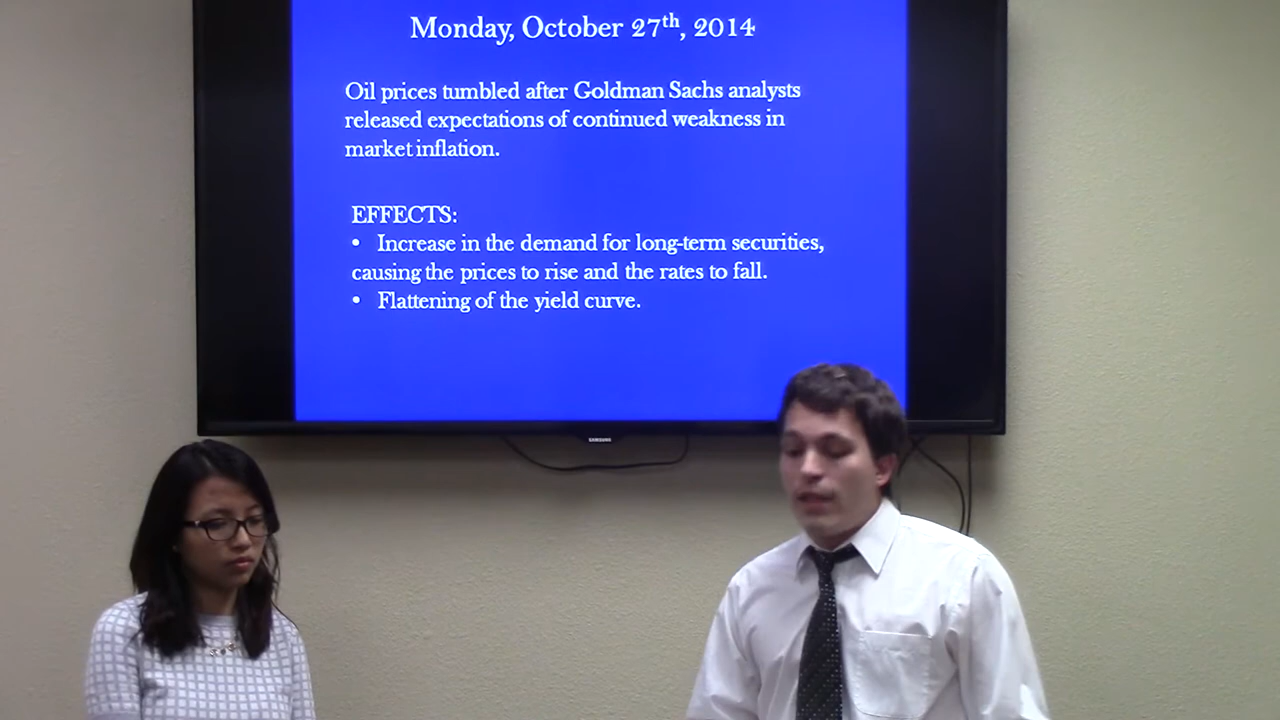 Monday, October 27th, 2014
Oil prices tumbled after Goldman Sachs analysts
released expectations of continued weakness in
market inflation.
EFFECTS:
• Increase in the demand for long-term securities,
causing the prices to rise and the rates to fall.
• Flattening of the yield curve.
SAMSUNG